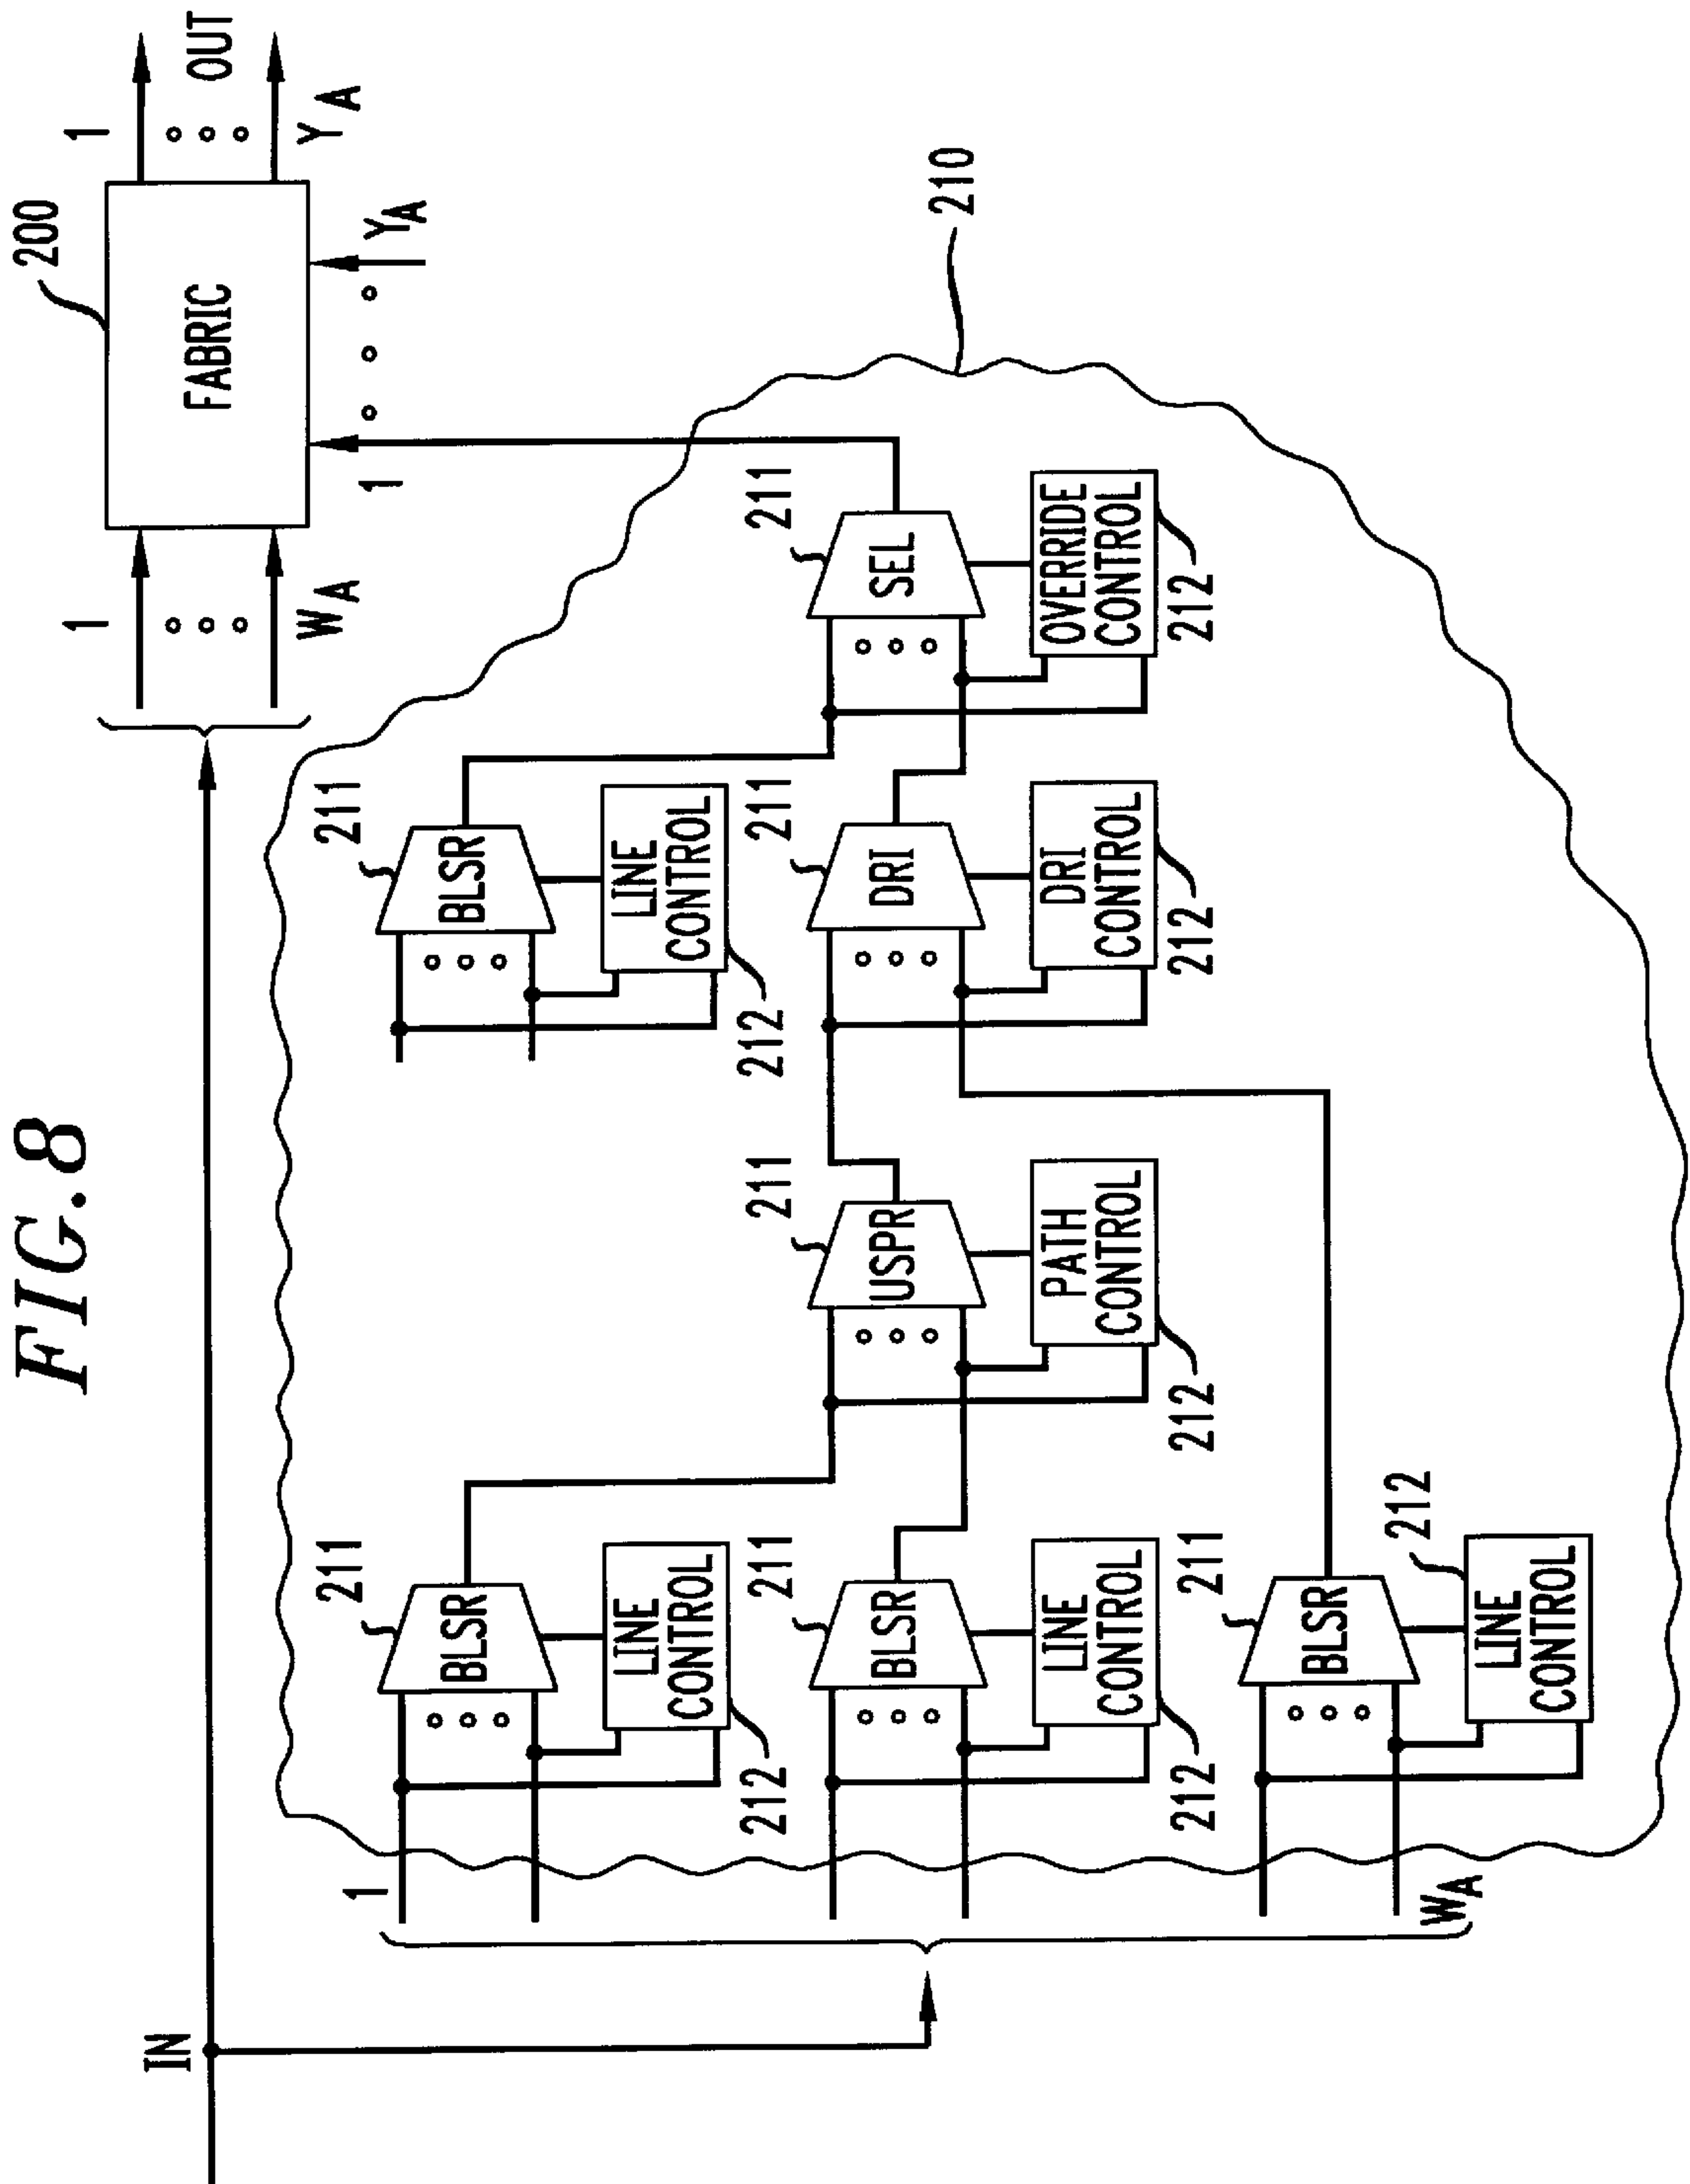 FIG.8
IN
1
W_A
200
FABRIC
1
OUT
Y_A
1
Y_A
210
1
W_A
211
BLSR
LINE
CONTROL
212
211
BLSR
LINE
CONTROL
212
211
BLSR
LINE
CONTROL
212
211
USPR
PATH
CONTROL
212
211
BLSR
LINE
CONTROL
212
211
DRI
DRI
CONTROL
212
211
SEL
OVERRIDE
CONTROL
212